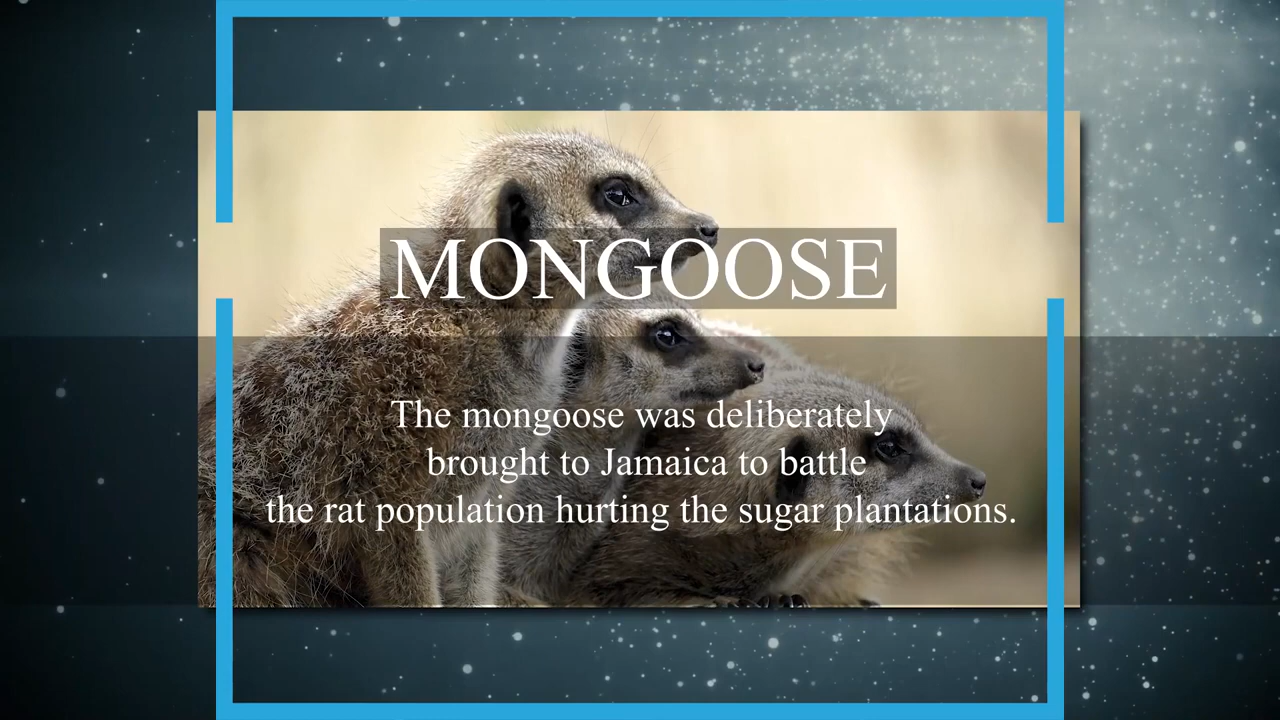 MONGOOSE
The mongoose was deliberately
brought to Jamaica to battle
the rat population hurting the sugar plantations.